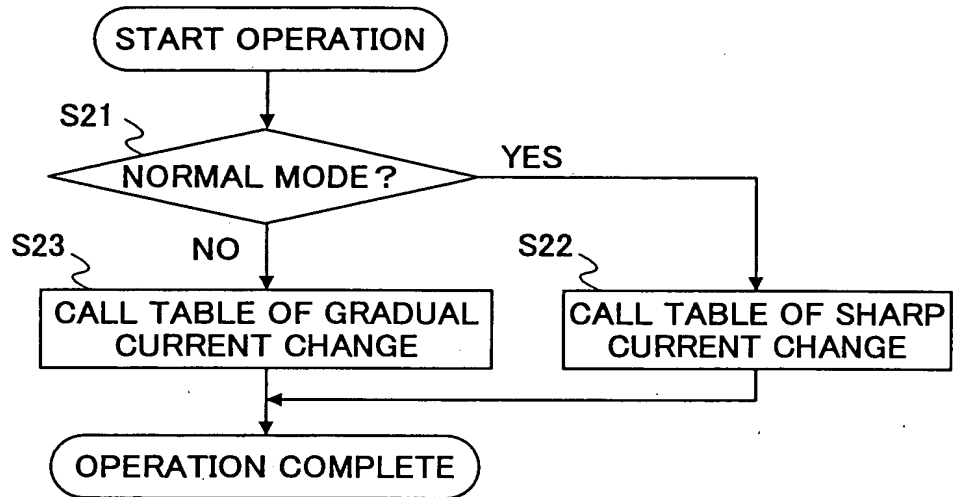 START OPERATION
S21
NORMAL MODE?
YES
NO
S23
CALL TABLE OF GRADUAL
CURRENT CHANGE
S22
CALL TABLE OF SHARP
CURRENT CHANGE
OPERATION COMPLETE